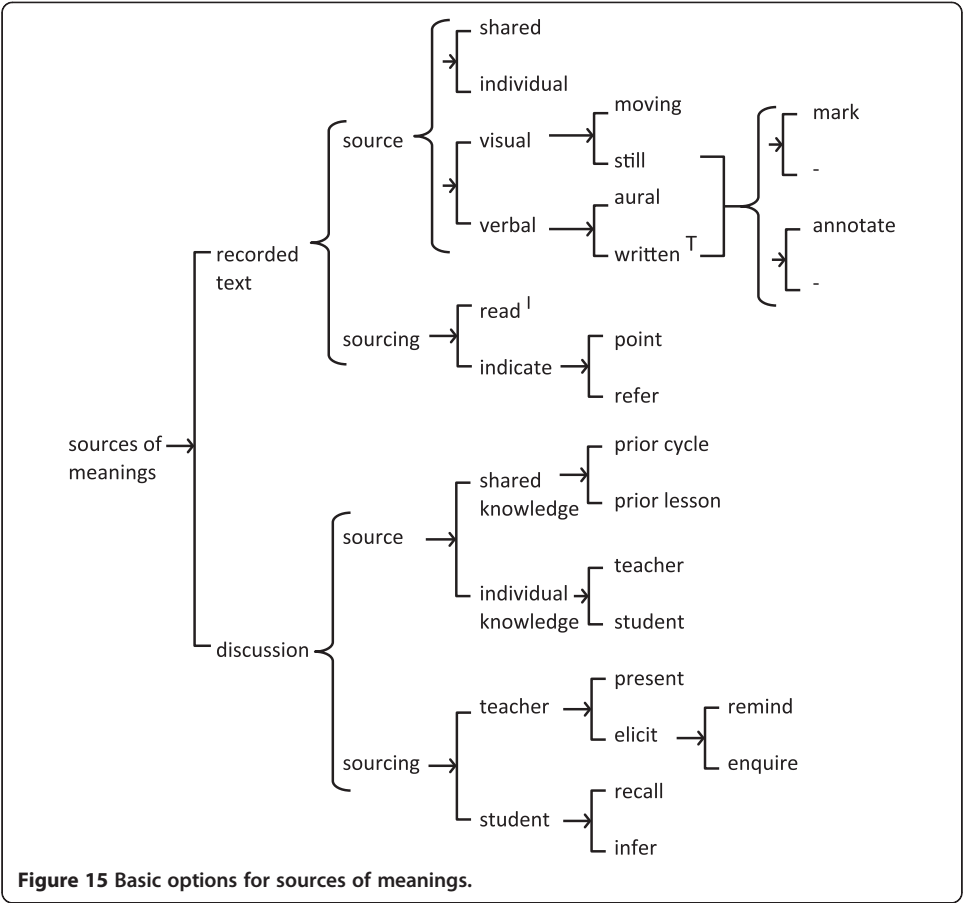 shared
individual
source
visual
moving
still
verbal
aural
written T
mark
-
annotate
-
recorded
text
sourcing
read I
indicate
point
refer
sources of
meanings
source
shared
knowledge
prior cycle
prior lesson
individual
knowledge
teacher
student
discussion
sourcing
teacher
present
elicit
remind
enquire
student
recall
infer
Figure 15 Basic options for sources of meanings.